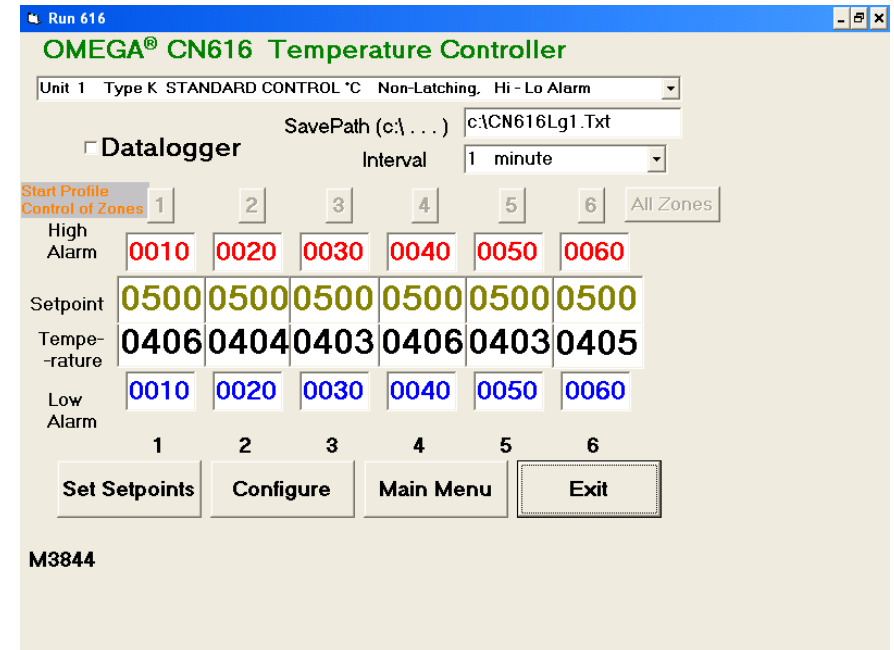 Run 616
OMEGA® CN616 Temperature Controller
Unit 1 Type K STANDARD CONTROL °C Non-Latching, Hi - Lo Alarm
SavePath (c:\ . . . ) c:\CN616Lg1.Txt
Datalogger
Interval 1 minute
Start Profile
Control of Zones 1 2 3 4 5 6 All Zones
High
Alarm 0010 0020 0030 0040 0050 0060
Setpoint 0500 0500 0500 0500 0500 0500
Tempe-
-rature 0406 0404 0403 0406 0403 0405
Low
Alarm 0010 0020 0030 0040 0050 0060
1 2 3 4 5 6
Set Setpoints Configure Main Menu Exit
M3844